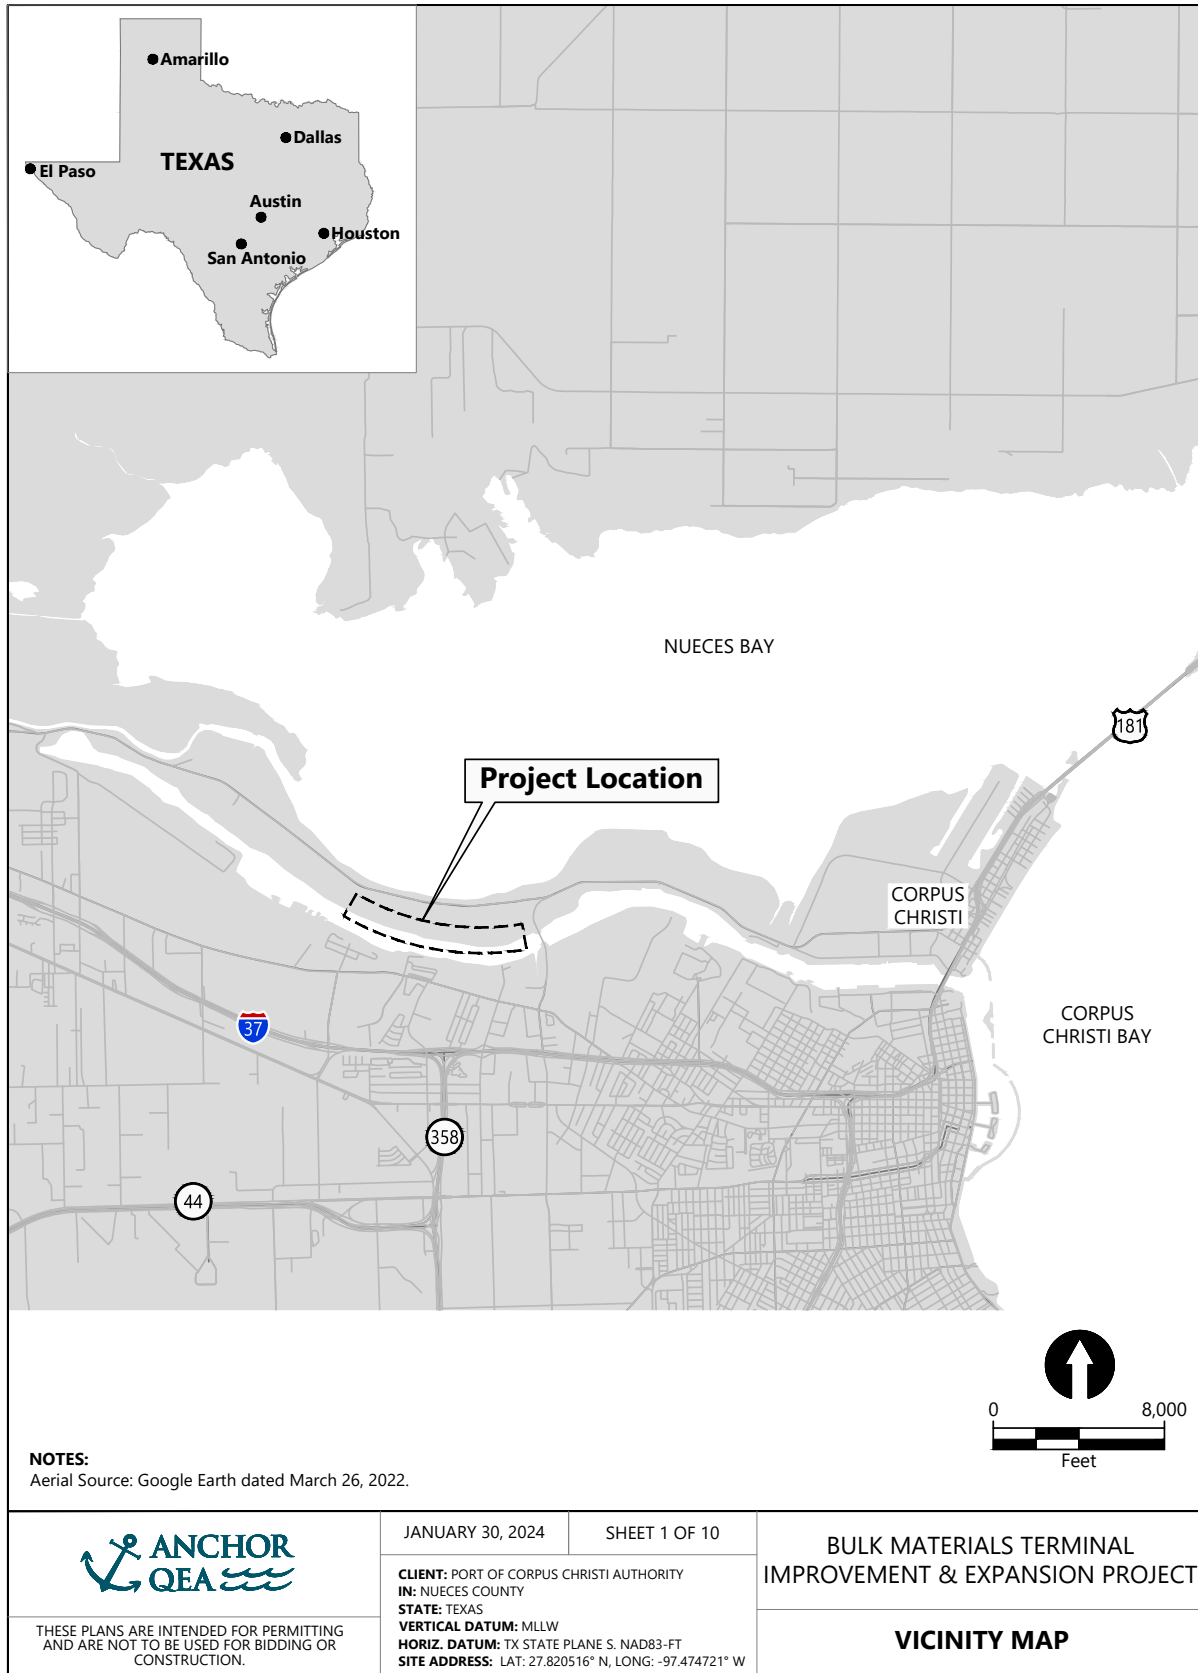 Amarillo
Dallas
TEXAS
El Paso
Austin
Houston
San Antonio
NUECES BAY
181
Project Location
CORPUS
CHRISTI
CORPUS
CHRISTI BAY
37
358
44
0 8,000
Feet
NOTES:
Aerial Source: Google Earth dated March 26, 2022.
ANCHOR
QEA
THESE PLANS ARE INTENDED FOR PERMITTING
AND ARE NOT TO BE USED FOR BIDDING OR
CONSTRUCTION.
JANUARY 30, 2024
SHEET 1 OF 10
CLIENT: PORT OF CORPUS CHRISTI AUTHORITY
IN: NUECES COUNTY
STATE: TEXAS
VERTICAL DATUM: MLLW
HORIZ. DATUM: TX STATE PLANE S. NAD83-FT
SITE ADDRESS: LAT: 27.820516° N, LONG: -97.474721° W
BULK MATERIALS TERMINAL
IMPROVEMENT & EXPANSION PROJECT
VICINITY MAP